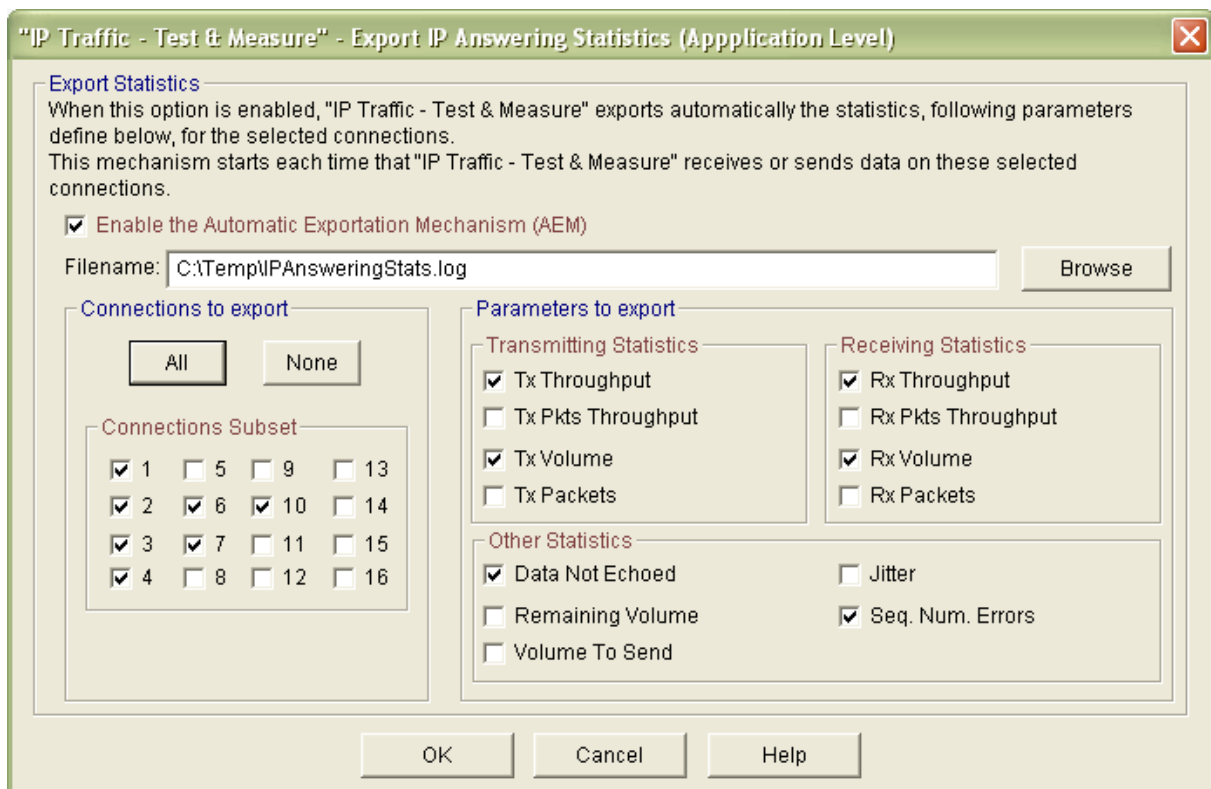 "IP Traffic - Test & Measure" - Export IP Answering Statistics (Appplication Level)
Export Statistics
When this option is enabled, "IP Traffic - Test & Measure" exports automatically the statistics, following parameters
define below, for the selected connections.
This mechanism starts each time that "IP Traffic - Test & Measure" receives or sends data on these selected
connections.
Enable the Automatic Exportation Mechanism (AEM)
Filename: C:\Temp\IPAnsweringStats.log Browse
Connections to export
All None
Connections Subset
1 5 9 13
2 6 10 14
3 7 11 15
4 8 12 16
Parameters to export
Transmitting Statistics
Tx Throughput
Tx Pkts Throughput
Tx Volume
Tx Packets
Receiving Statistics
Rx Throughput
Rx Pkts Throughput
Rx Volume
Rx Packets
Other Statistics
Data Not Echoed
Remaining Volume
Volume To Send
Jitter
Seq. Num. Errors
OK Cancel Help